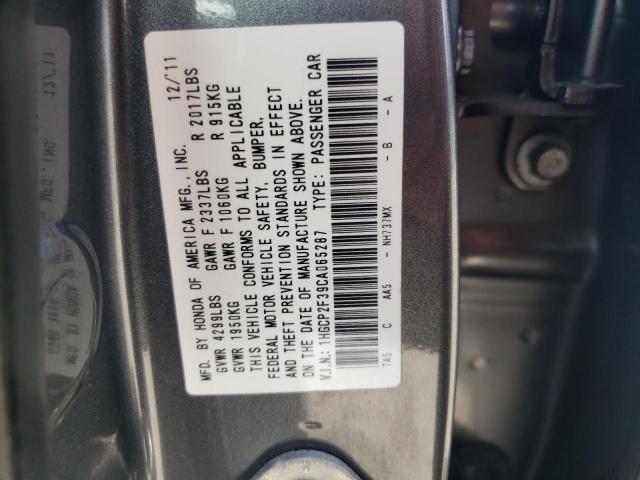 MFD. BY HONDA OF AMERICA MFG., INC. 12/'11
GVWR 4299LBS GAWR F 2337LBS R 2017LBS
GVWR 1950KG GAWR F 1060KG R 915KG
THIS VEHICLE CONFORMS TO ALL APPLICABLE
FEDERAL MOTOR VEHICLE SAFETY, BUMPER,
AND THEFT PREVENTION STANDARDS IN EFFECT
ON THE DATE OF MANUFACTURE SHOWN ABOVE.
V.I.N.: 1HGCP2F39CA065287 TYPE: PASSENGER CAR
TA5 C AA5 - NH737MX - B - A